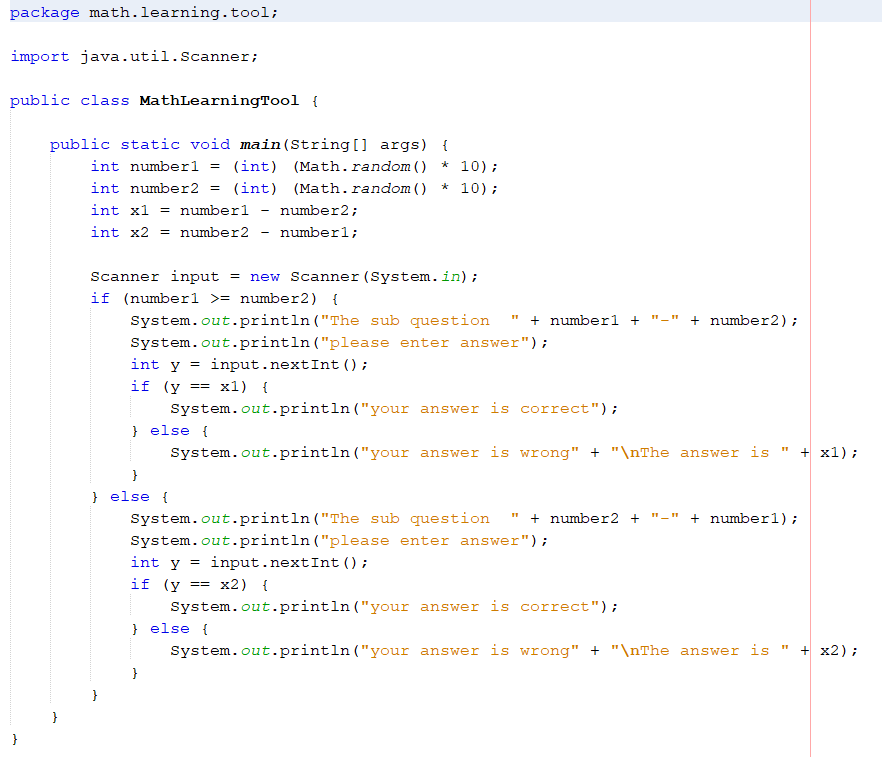 package math.learning.tool;
import java.util.Scanner;
public class MathLearningTool {
    public static void main(String[] args) {
        int number1 = (int) (Math.random() * 10);
        int number2 = (int) (Math.random() * 10);
        int x1 = number1 - number2;
        int x2 = number2 - number1;
        Scanner input = new Scanner(System.in);
        if (number1 >= number2) {
            System.out.println("The sub question  " + number1 + "-" + number2);
            System.out.println("please enter answer");
            int y = input.nextInt();
            if (y == x1) {
                System.out.println("your answer is correct");
            } else {
                System.out.println("your answer is wrong" + "\nThe answer is " + x1);
            }
        } else {
            System.out.println("The sub question  " + number2 + "-" + number1);
            System.out.println("please enter answer");
            int y = input.nextInt();
            if (y == x2) {
                System.out.println("your answer is correct");
            } else {
                System.out.println("your answer is wrong" + "\nThe answer is " + x2);
            }
        }
    }
}